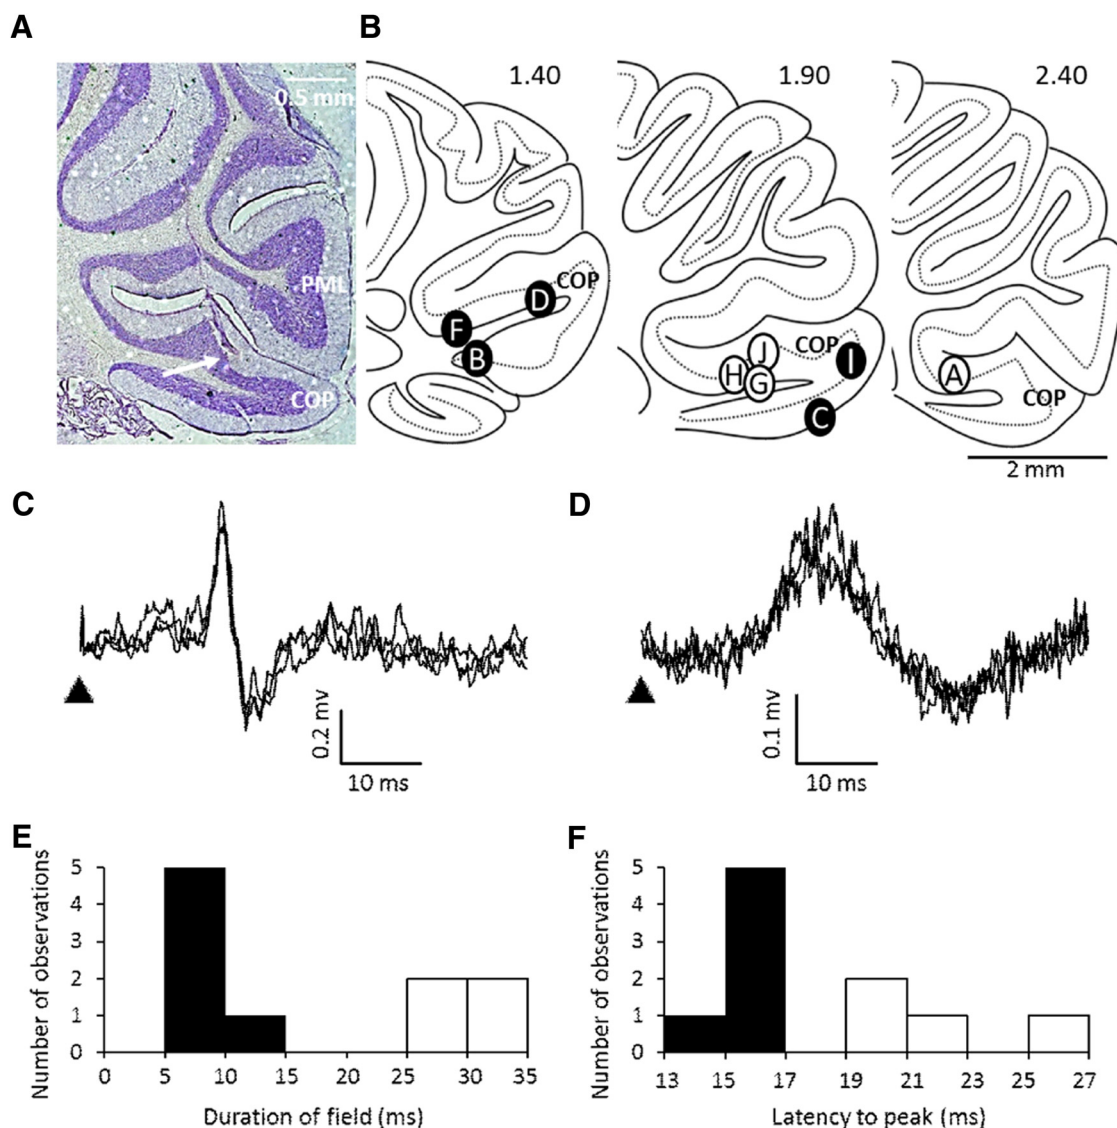 A
B
0.5 mm
PML
COP
1.40
1.90
2.40
COP
D
F
B
COP
J
H
G
I
C
A
COP
2 mm
C
D
0.2 mv
10 ms
0.1 mv
10 ms
E
F
Number of observations
5
4
3
2
1
0
0 5 10 15 20 25 30 35
Duration of field (ms)
Number of observations
5
4
3
2
1
0
13 15 17 19 21 23 25 27
Latency to peak (ms)